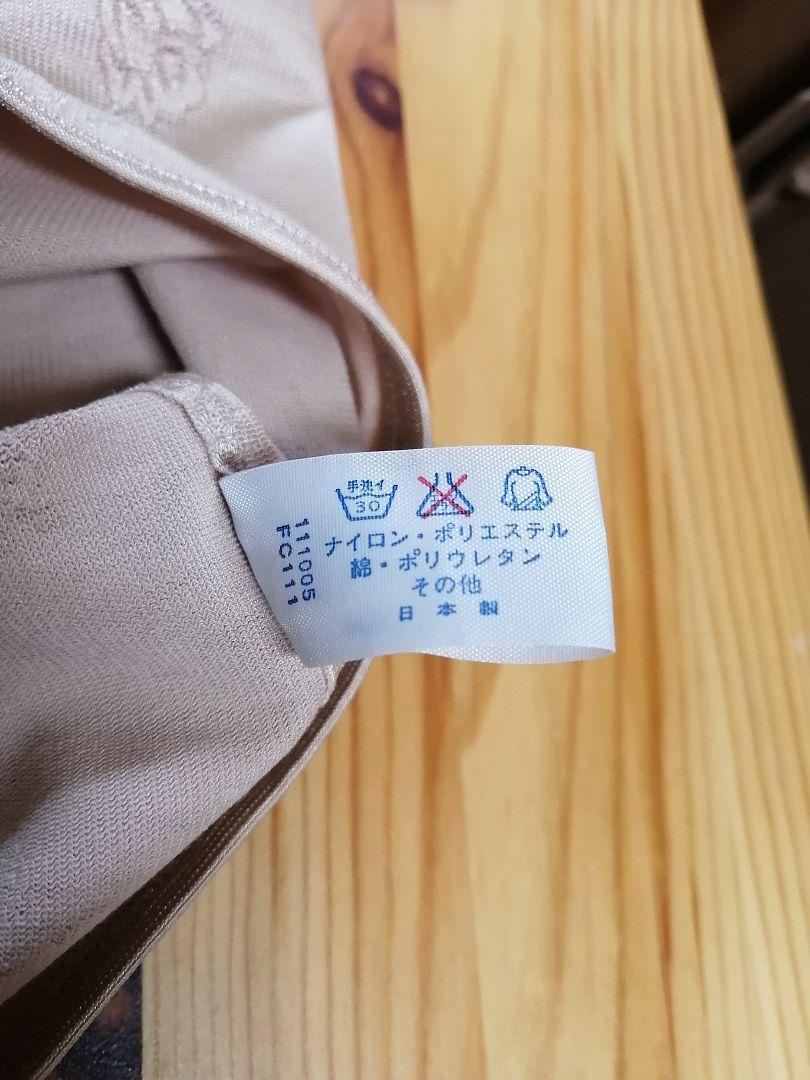 手洗イ
30
ナイロン・ポリエステル
綿・ポリウレタン
その他
日本製
111005
FC111